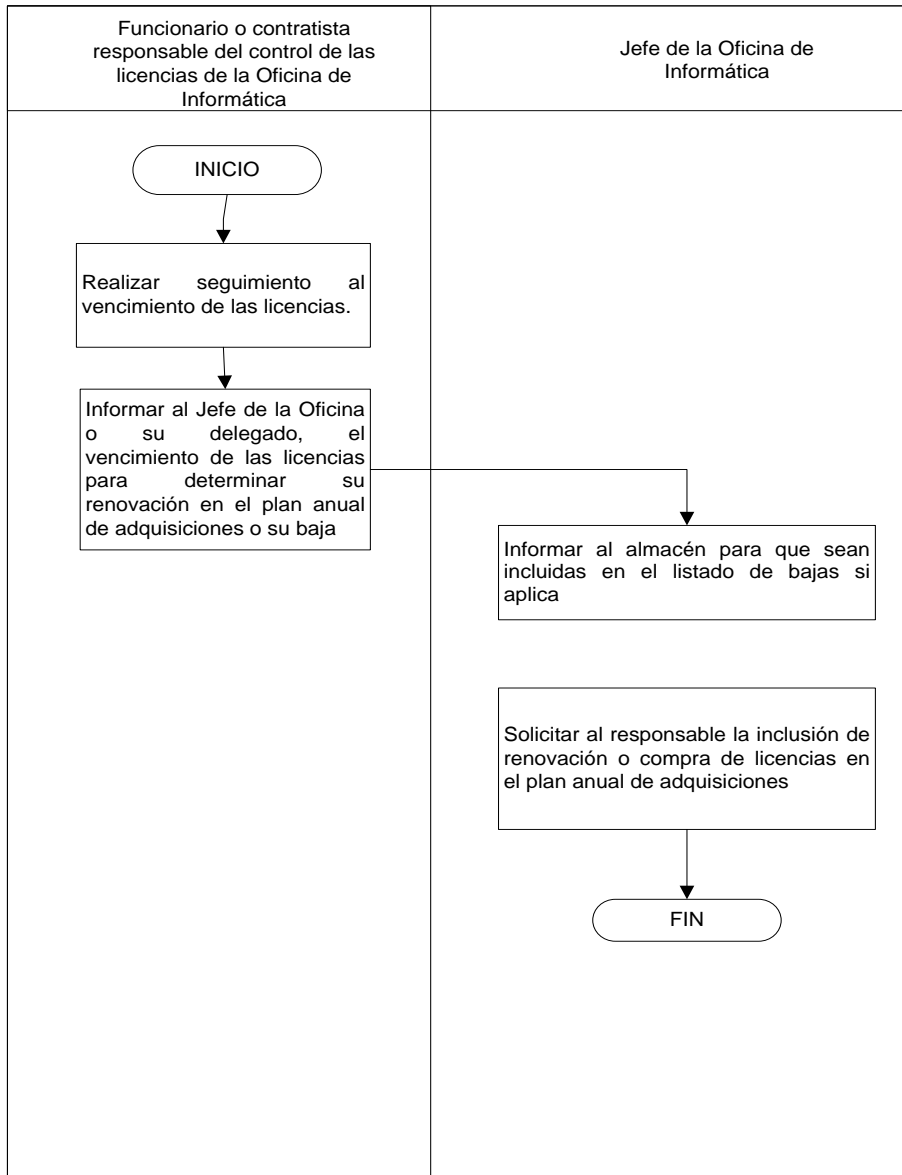 Funcionario o contratista
responsable del control de las
licencias de la Oficina de
Informática
Jefe de la Oficina de
Informática
INICIO
Realizar seguimiento al
vencimiento de las licencias.
Informar al Jefe de la Oficina
o su delegado, el
vencimiento de las licencias
para determinar su
renovación en el plan anual
de adquisiciones o su baja
Informar al almacén para que sean
incluidas en el listado de bajas si
aplica
Solicitar al responsable la inclusión de
renovación o compra de licencias en
el plan anual de adquisiciones
FIN